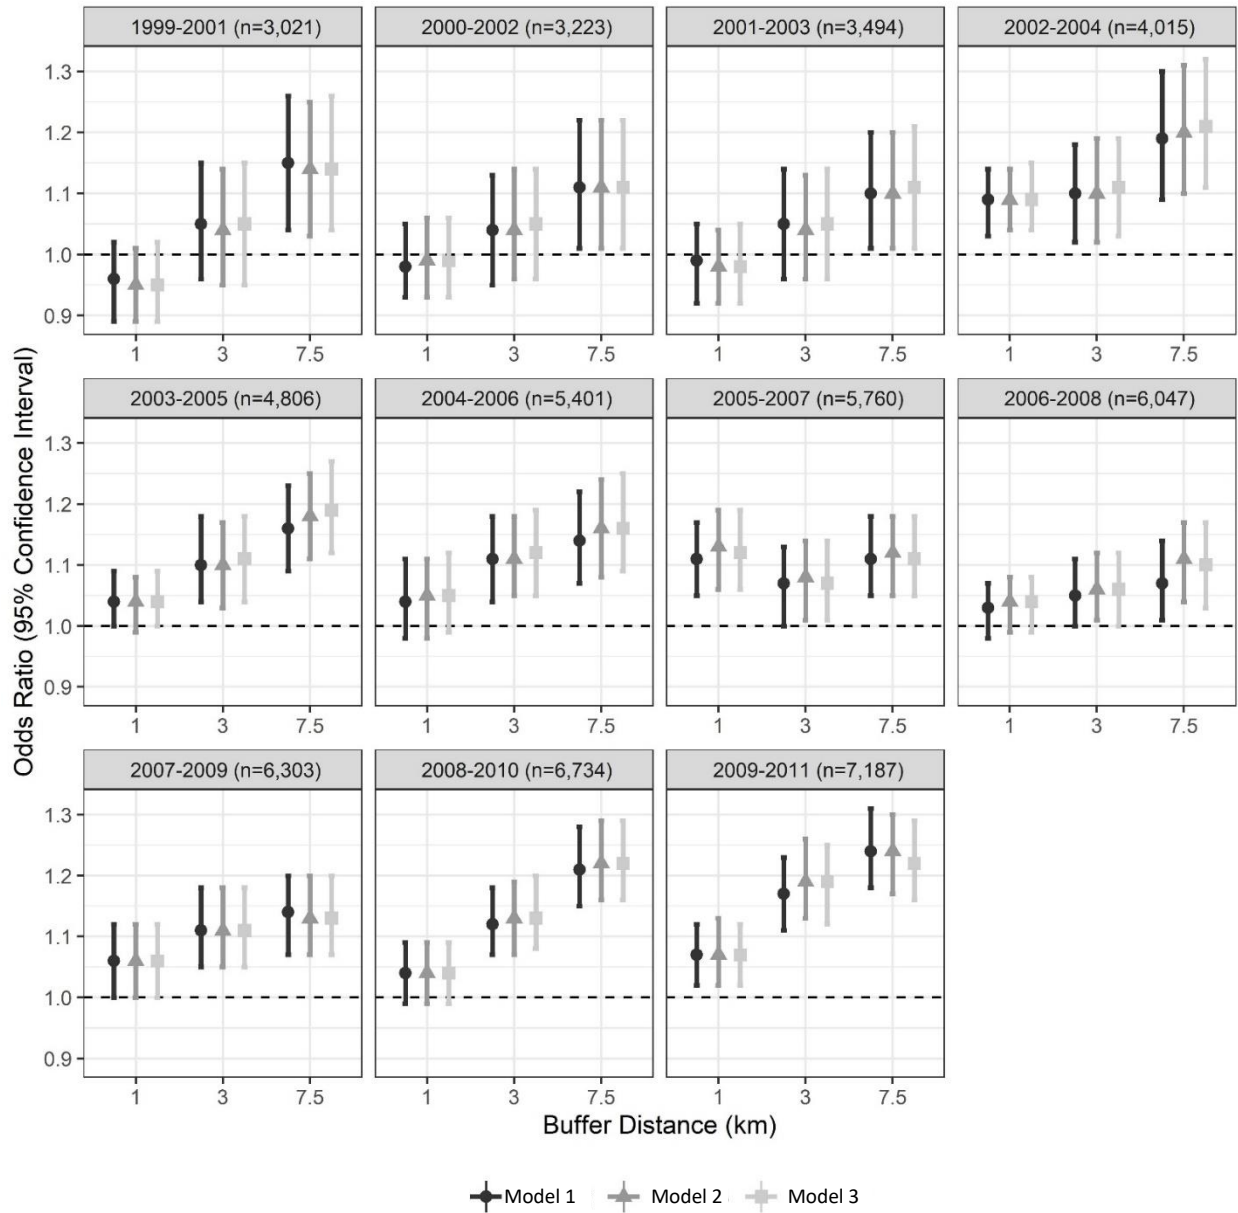 1999-2001 (n=3,021)
2000-2002 (n=3,223)
2001-2003 (n=3,494)
2002-2004 (n=4,015)
1.3
1.2
1.1
1.0
0.9
1 3 7.5
1 3 7.5
1 3 7.5
1 3 7.5
Odds Ratio (95% Confidence Interval)
2003-2005 (n=4,806)
2004-2006 (n=5,401)
2005-2007 (n=5,760)
2006-2008 (n=6,047)
1.3
1.2
1.1
1.0
0.9
1 3 7.5
1 3 7.5
1 3 7.5
1 3 7.5
2007-2009 (n=6,303)
2008-2010 (n=6,734)
2009-2011 (n=7,187)
1.3
1.2
1.1
1.0
0.9
1 3 7.5
1 3 7.5
1 3 7.5
Buffer Distance (km)
Model 1 Model 2 Model 3